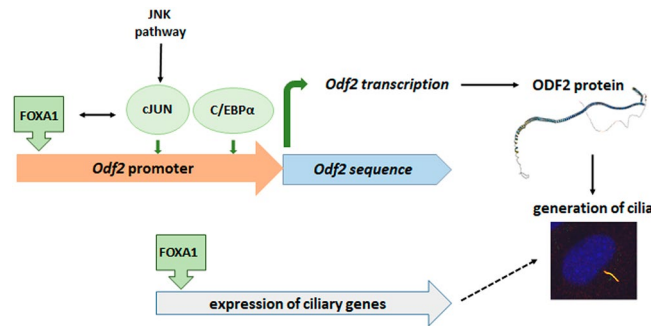 JNK
pathway
FOXA1
cJUN
C/EBPα
Odf2 transcription
ODF2 protein
Odf2 promoter
Odf2 sequence
generation of cilia
FOXA1
expression of ciliary genes